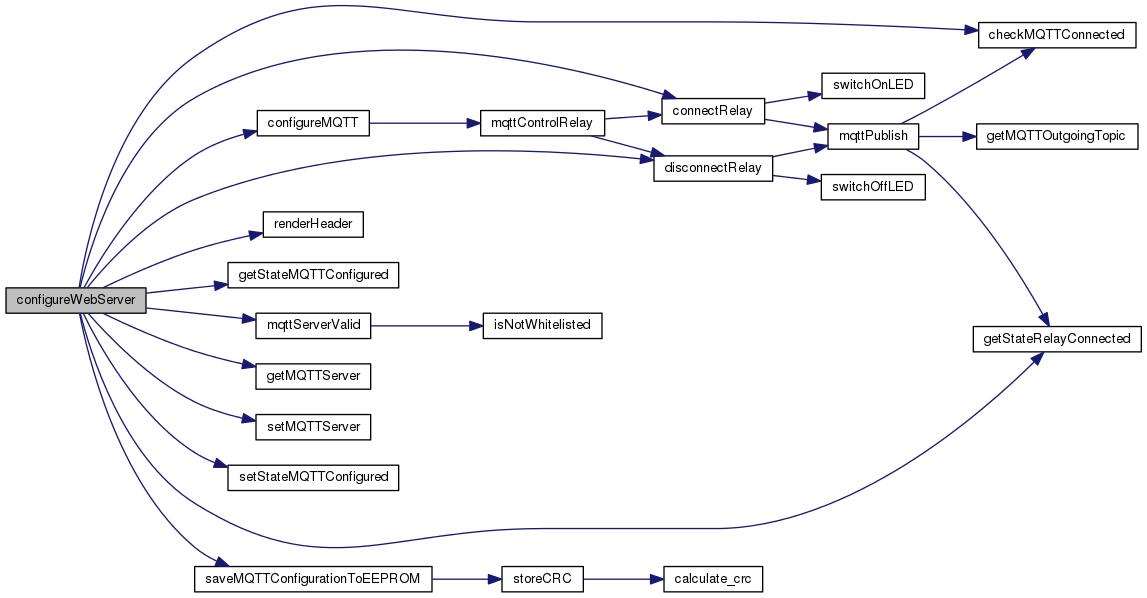 checkMQTTConnected
switchOnLED
connectRelay
configureMQTT
mqttControlRelay
mqttPublish
getMQTTOutgoingTopic
disconnectRelay
switchOffLED
renderHeader
getStateMQTTConfigured
configureWebServer
mqttServerValid
isNotWhitelisted
getStateRelayConnected
getMQTTServer
setMQTTServer
setStateMQTTConfigured
saveMQTTConfigurationToEEPROM
storeCRC
calculate_crc